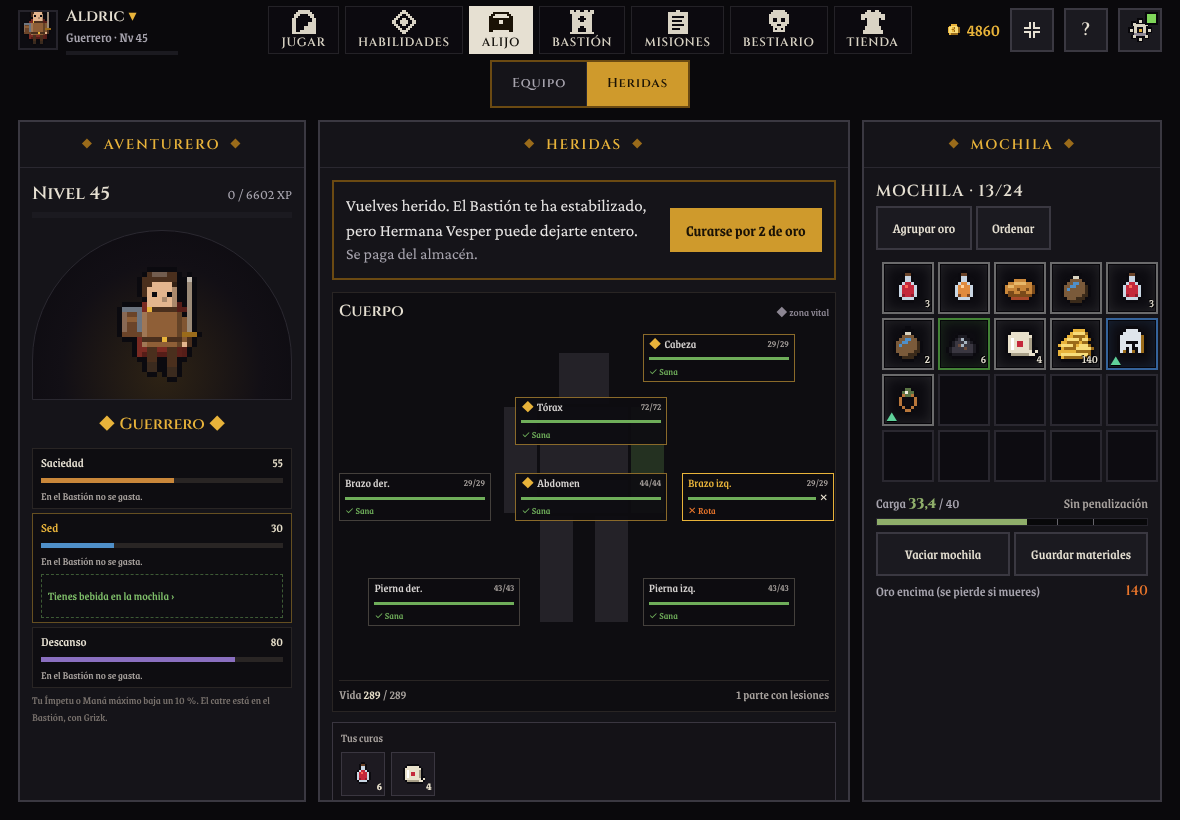 ALDRIC ▾
Guerrero · Nv 45
JUGAR
HABILIDADES
ALIJO
BASTIÓN
MISIONES
BESTIARIO
TIENDA
4860
?
EQUIPO
HERIDAS
AVENTURERO
NIVEL 45
0 / 6602 XP
GUERRERO
Saciedad 55
En el Bastión no se gasta.
Sed 30
En el Bastión no se gasta.
Tienes bebida en la mochila ›
Descanso 80
En el Bastión no se gasta.
Tu Ímpetu o Maná máximo baja un 10 %. El catre está en el
Bastión, con Grizk.
HERIDAS
Vuelves herido. El Bastión te ha estabilizado,
pero Hermana Vesper puede dejarte entero.
Se paga del almacén.
Curarse por 2 de oro
CUERPO
zona vital
Cabeza 29/29
✓ Sana
Tórax 72/72
✓ Sana
Brazo der. 29/29
✓ Sana
Abdomen 44/44
✓ Sana
Brazo izq. 29/29
✕
✕ Rota
Pierna der. 43/43
✓ Sana
Pierna izq. 43/43
✓ Sana
Vida 289 / 289
1 parte con lesiones
Tus curas
6
4
MOCHILA
MOCHILA · 13/24
Agrupar oro
Ordenar
3
3
2
6
4
140
Carga 33,4 / 40
Sin penalización
Vaciar mochila
Guardar materiales
Oro encima (se pierde si mueres) 140